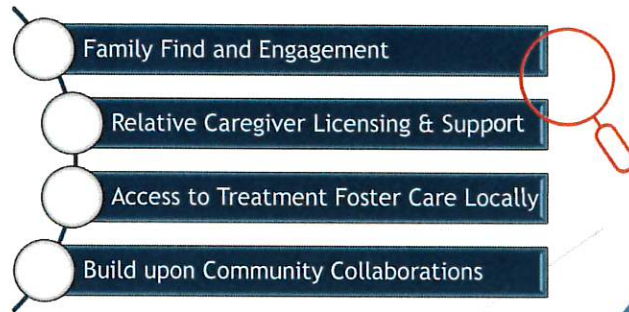 Family Find and Engagement
Relative Caregiver Licensing & Support
Access to Treatment Foster Care Locally
Build upon Community Collaborations